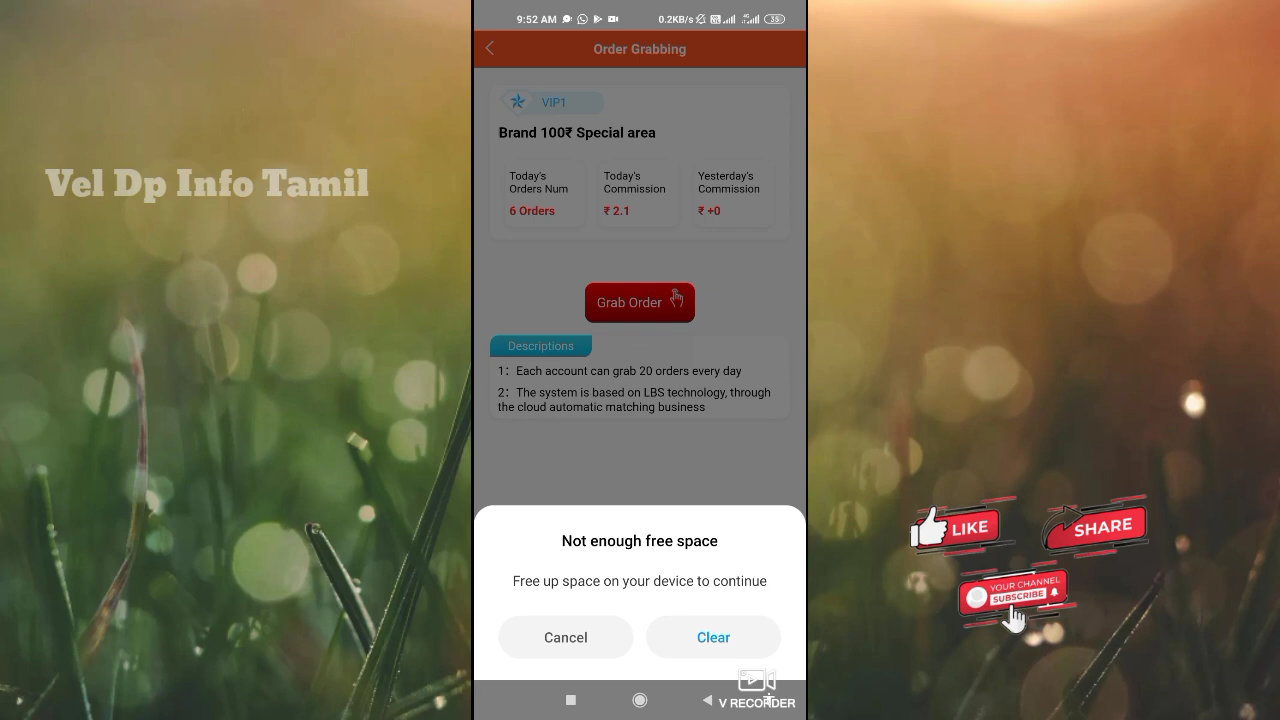 9:52 AM
0.2KB/s
35
Order Grabbing
Vel Dp Info Tamil
VIP1
Brand 100₹ Special area
Today's
Orders Num
6 Orders
Today's
Commission
₹ 2.1
Yesterday's
Commission
₹ +0
Grab Order
Descriptions
1： Each account can grab 20 orders every day
2： The system is based on LBS technology, through
the cloud automatic matching business
Not enough free space
Free up space on your device to continue
Cancel
Clear
LIKE
SHARE
YOUR CHANNEL
SUBSCRIBE
V RECORDER